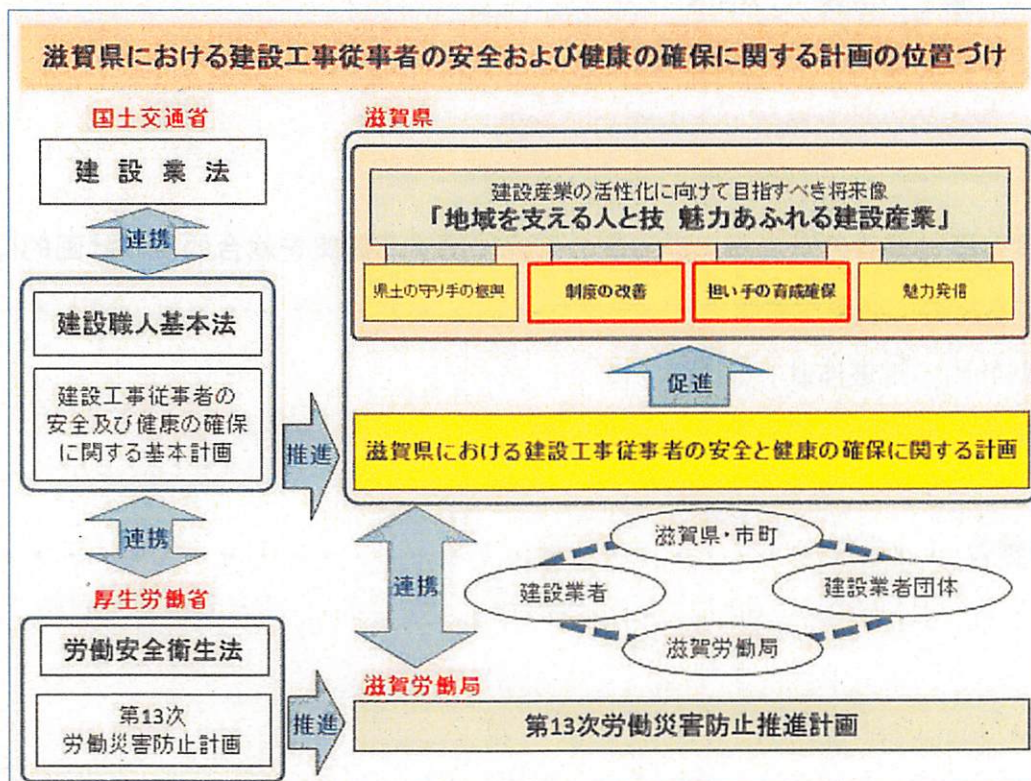 滋賀県における建設工事従事者の安全および健康の確保に関する計画の位置づけ
国土交通省
建設業法
連携
建設職人基本法
建設工事従事者の
安全及び健康の確保
に関する基本計画
推進
連携
厚生労働省
労働安全衛生法
第13次
労働災害防止計画
推進
滋賀県
建設産業の活性化に向けて目指すべき将来像
「地域を支える人と技 魅力あふれる建設産業」
県土の守り手の振興
制度の改善
担い手の育成確保
魅力発信
促進
滋賀県における建設工事従事者の安全と健康の確保に関する計画
連携
滋賀県・市町
建設業者
建設業者団体
滋賀労働局
滋賀労働局
第13次労働災害防止推進計画